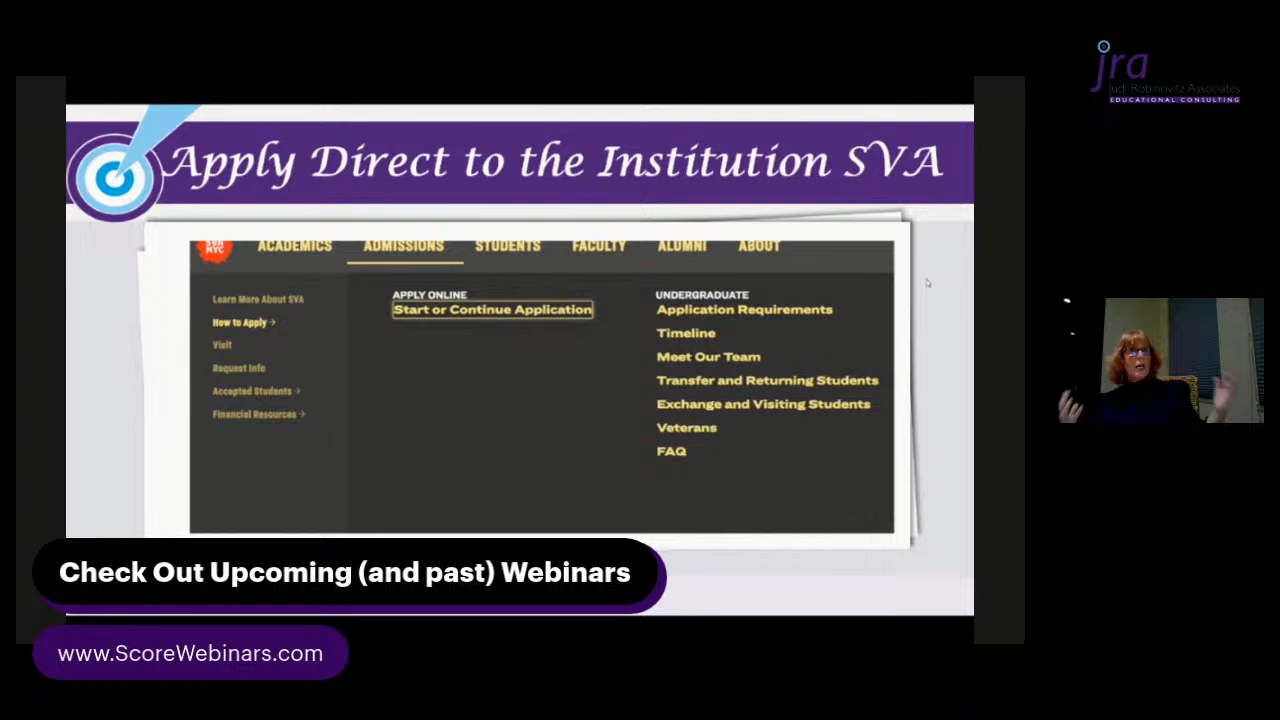 jra
Judi Robinovitz Associates
EDUCATIONAL CONSULTING
Apply Direct to the Institution SVA
SVA
NYC
ACADEMICS
ADMISSIONS
STUDENTS
FACULTY
ALUMNI
ABOUT
Learn More About SVA
How to Apply →
Visit
Request Info
Accepted Students →
Financial Resources →
APPLY ONLINE
Start or Continue Application
UNDERGRADUATE
Application Requirements
Timeline
Meet Our Team
Transfer and Returning Students
Exchange and Visiting Students
Veterans
FAQ
Check Out Upcoming (and past) Webinars
www.ScoreWebinars.com